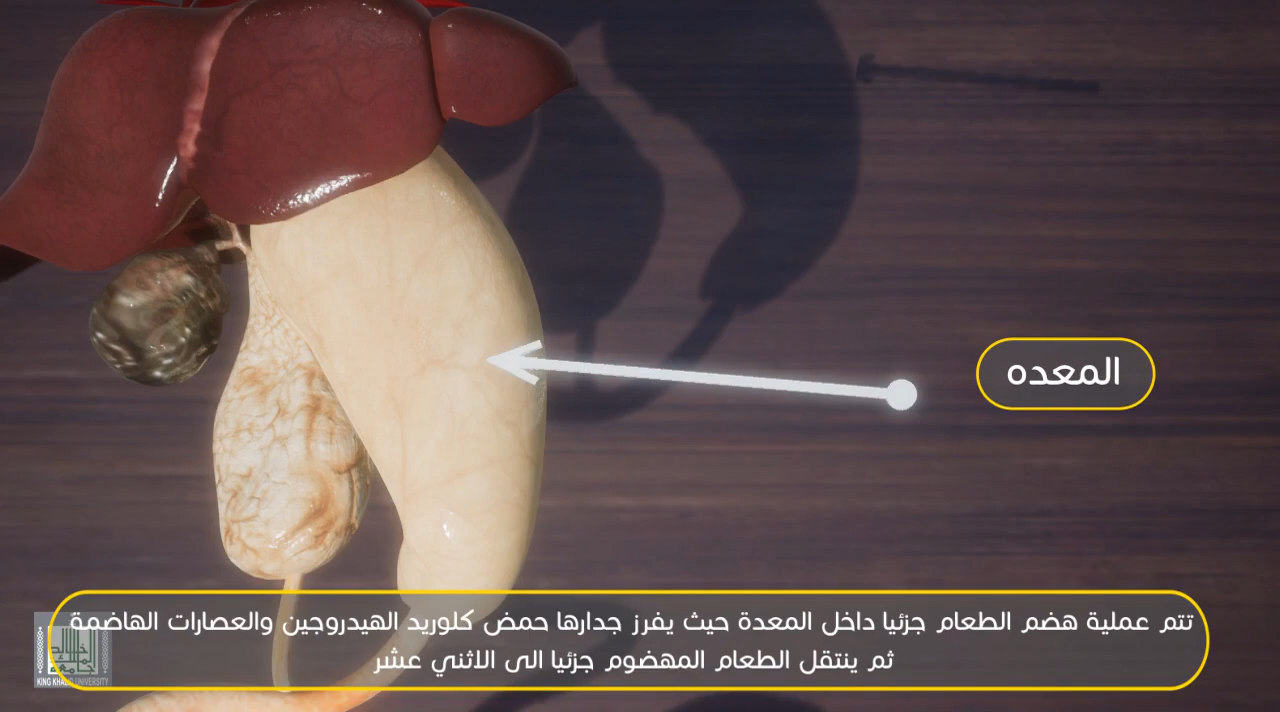 المعده
تتم عملية هضم الطعام جزئيا داخل المعدة حيث يفرز جدارها حمض كلوريد الهيدروجين والعصارات الهاضمة
ثم ينتقل الطعام المهضوم جزئيا الى الاثني عشر
KING KHALID UNIVERSITY